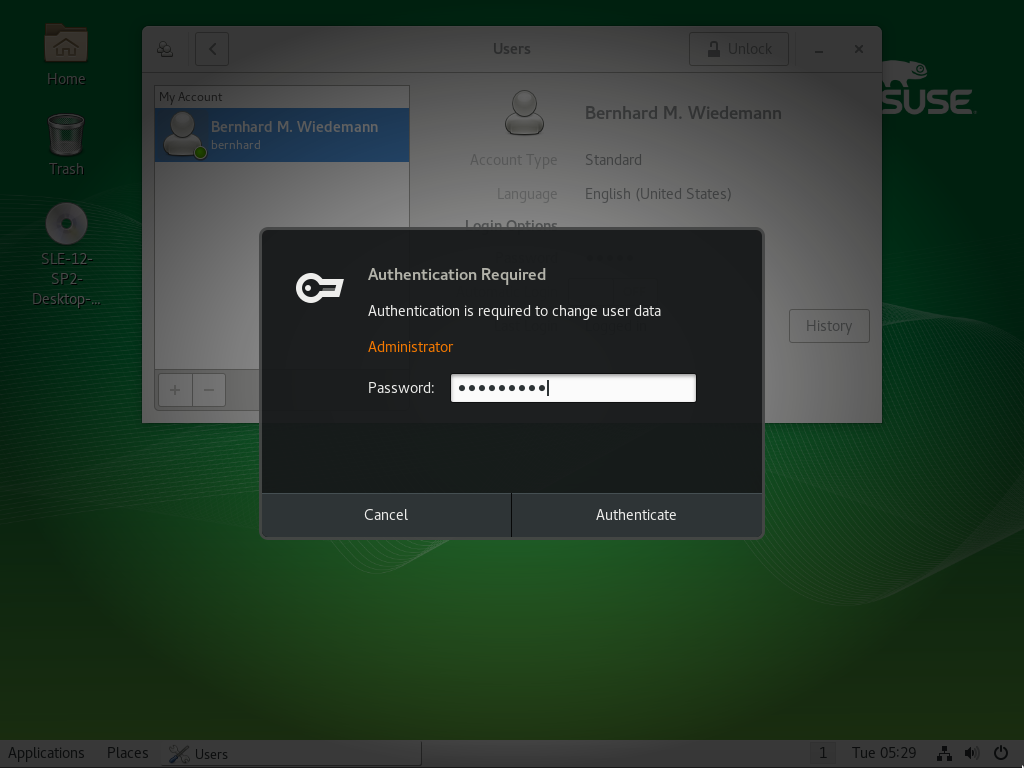 Home
Trash
SLE-12-
SP2-
Desktop-...
Users
Unlock
SUSE
My Account
Bernhard M. Wiedemann
bernhard
Bernhard M. Wiedemann
Account Type Standard
Language English (United States)
Login Options
History
Authentication Required
Authentication is required to change user data
Administrator
Password: •••••••••
Cancel
Authenticate
Applications Places Users 1 Tue 05:29